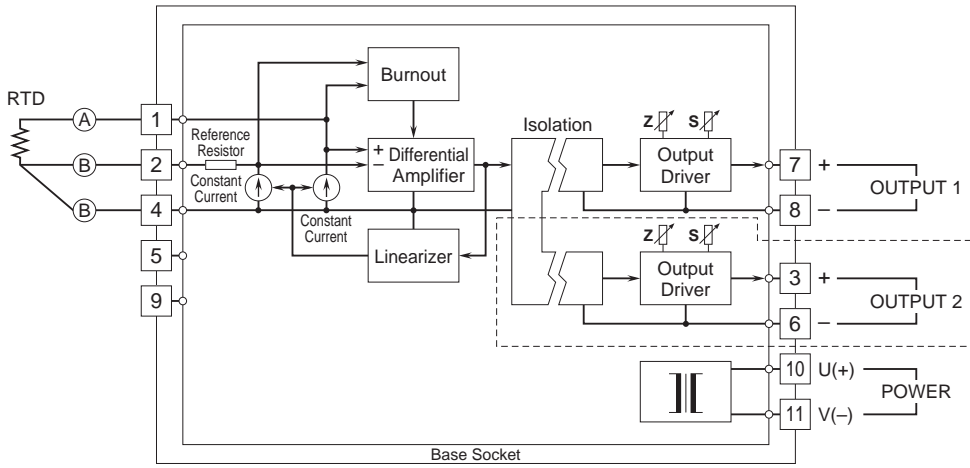 RTD
A
B
B
1
2
4
5
9
Reference
Resistor
Constant
Current
Constant
Current
Burnout
+
–
Differential
Amplifier
Linearizer
Isolation
Z
S
Output
Driver
Z
S
Output
Driver
7 +
8 –
OUTPUT 1
3 +
6 –
OUTPUT 2
10 U(+)
11 V(–)
POWER
Base Socket